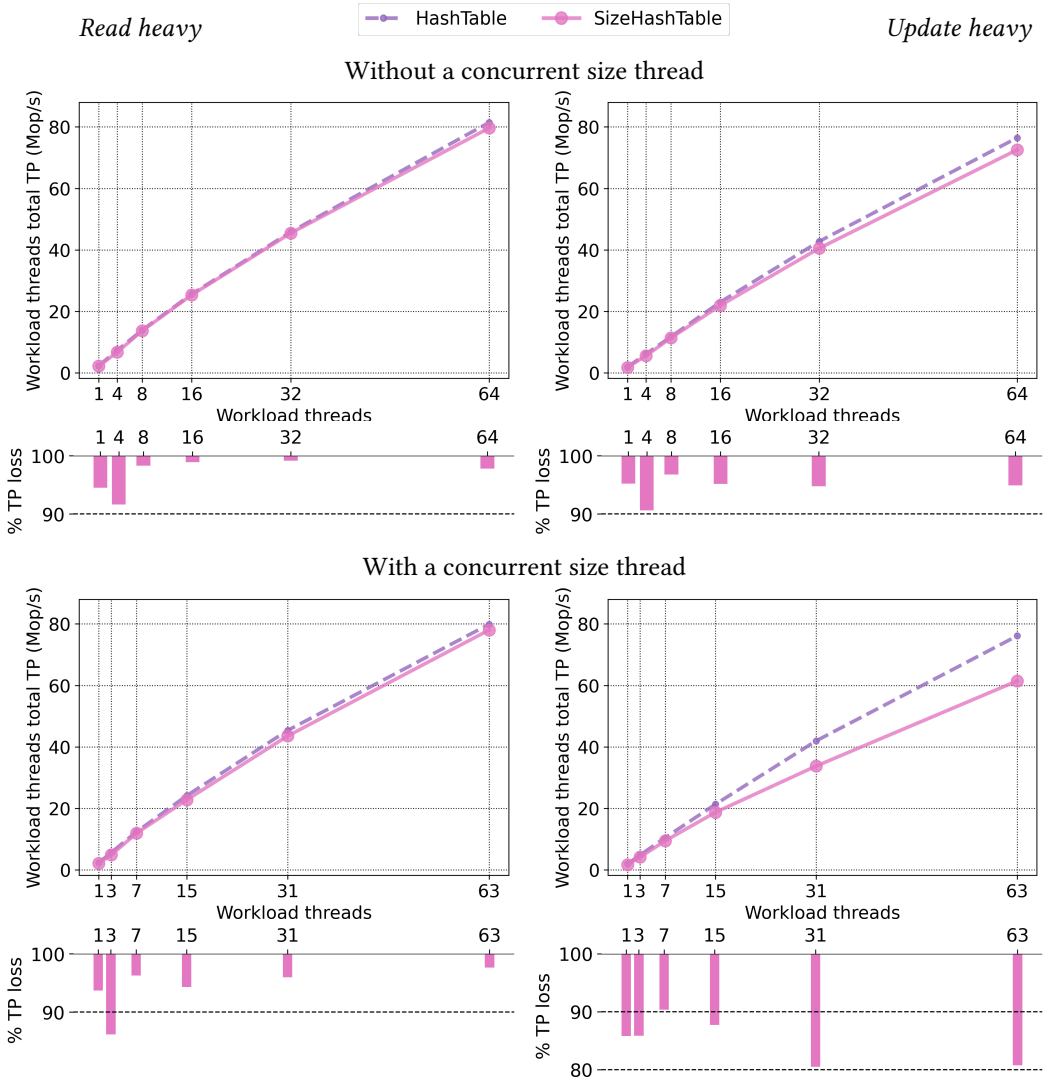 Read heavy
HashTable SizeHashTable
Update heavy
Without a concurrent size thread
Workload threads total TP (Mop/s)
80
60
40
20
0
1 4 8 16 32 64
Workload threads
1 4 8 16 32 64
% TP loss
100
90
Workload threads total TP (Mop/s)
80
60
40
20
0
1 4 8 16 32 64
Workload threads
1 4 8 16 32 64
% TP loss
100
90
With a concurrent size thread
Workload threads total TP (Mop/s)
80
60
40
20
0
1 3 7 15 31 63
Workload threads
1 3 7 15 31 63
% TP loss
100
90
Workload threads total TP (Mop/s)
80
60
40
20
0
1 3 7 15 31 63
Workload threads
1 3 7 15 31 63
% TP loss
100
90
80